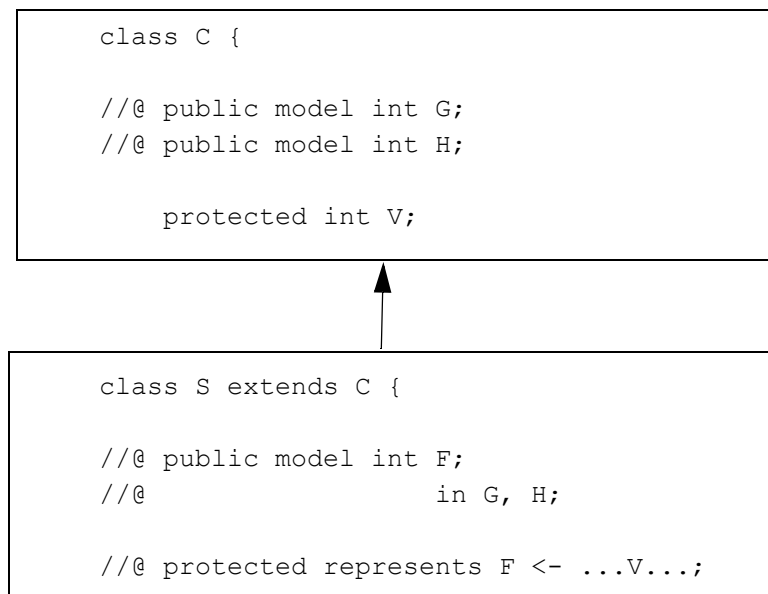 class C {
//@ public model int G;
//@ public model int H;
protected int V;
class S extends C {
//@ public model int F;
//@ in G, H;
//@ protected represents F <- ...V...;